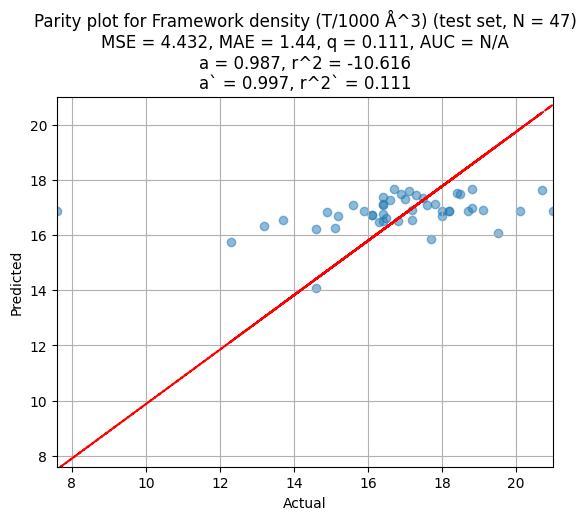 Parity plot for Framework density (T/1000 Å^3) (test set, N = 47)
MSE = 4.432, MAE = 1.44, q = 0.111, AUC = N/A
a = 0.987, r^2 = -10.616
a` = 0.997, r^2` = 0.111
20
18
16
14
12
10
8
Predicted
8 10 12 14 16 18 20
Actual